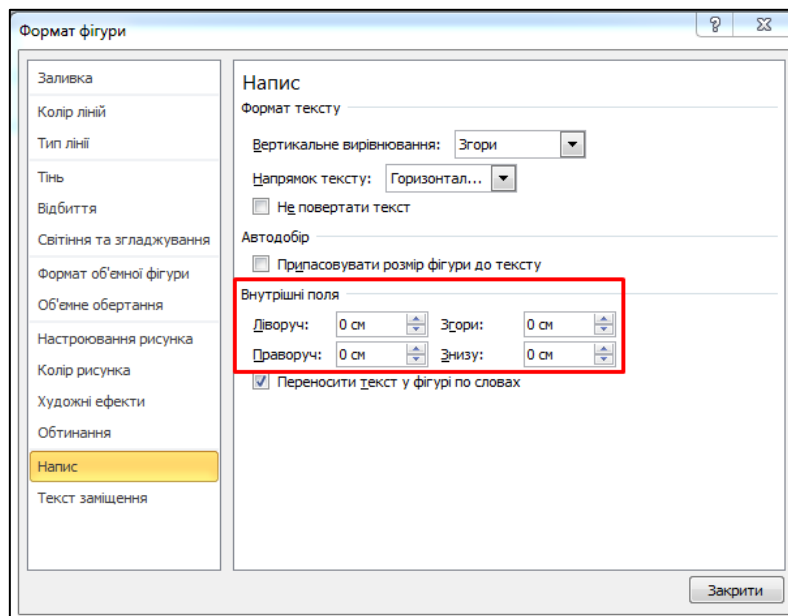 Формат фігури
Заливка
Колір ліній
Тип лінії
Тінь
Відбиття
Світіння та згладжування
Формат об'ємної фігури
Об'ємне обертання
Настроювання рисунка
Колір рисунка
Художні ефекти
Обтинання
Напис
Текст заміщення
Напис
Формат тексту
Вертикальне вирівнювання: Згори
Напрямок тексту: Горизонтал...
Не повертати текст
Автодобір
Припасовувати розмір фігури до тексту
Внутрішні поля
Ліворуч: 0 см Згори: 0 см
Праворуч: 0 см Знизу: 0 см
Переносити текст у фігурі по словах
Закрити